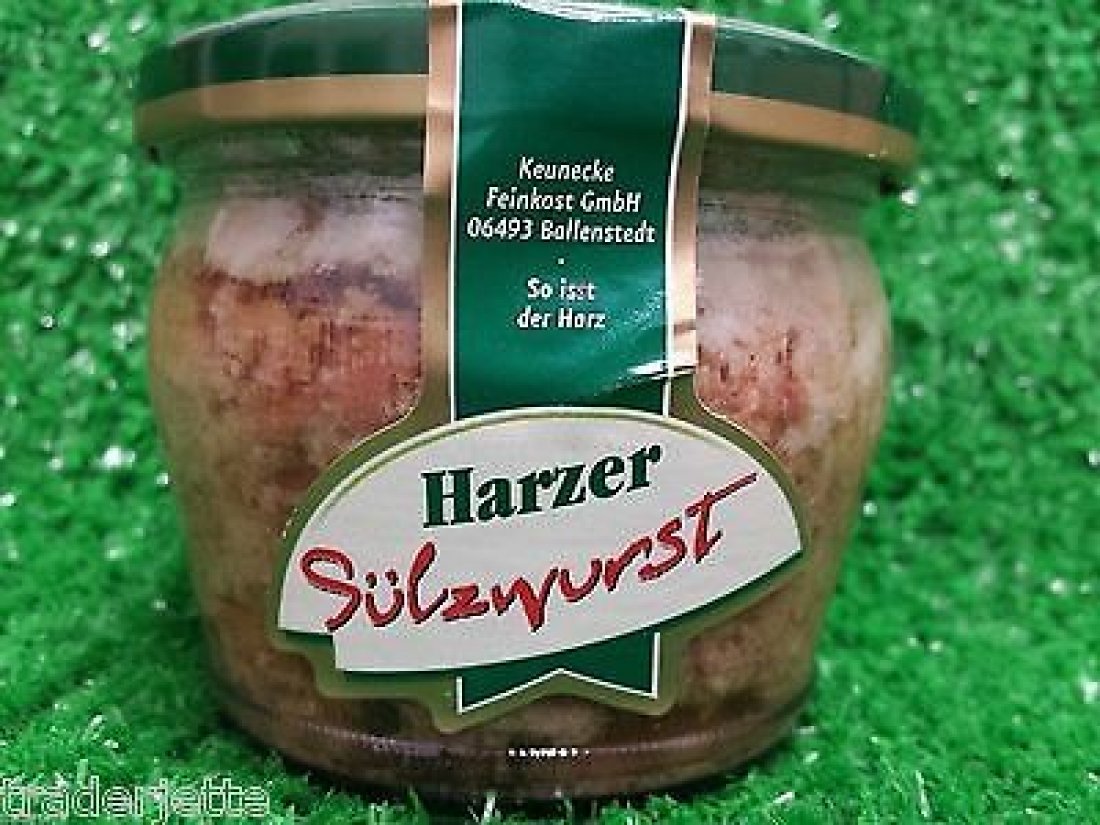 Keunecke
Feinkost GmbH
06493 Ballenstedt
·
So isst
der Harz
Harzer
Sülzwurst
traderjette